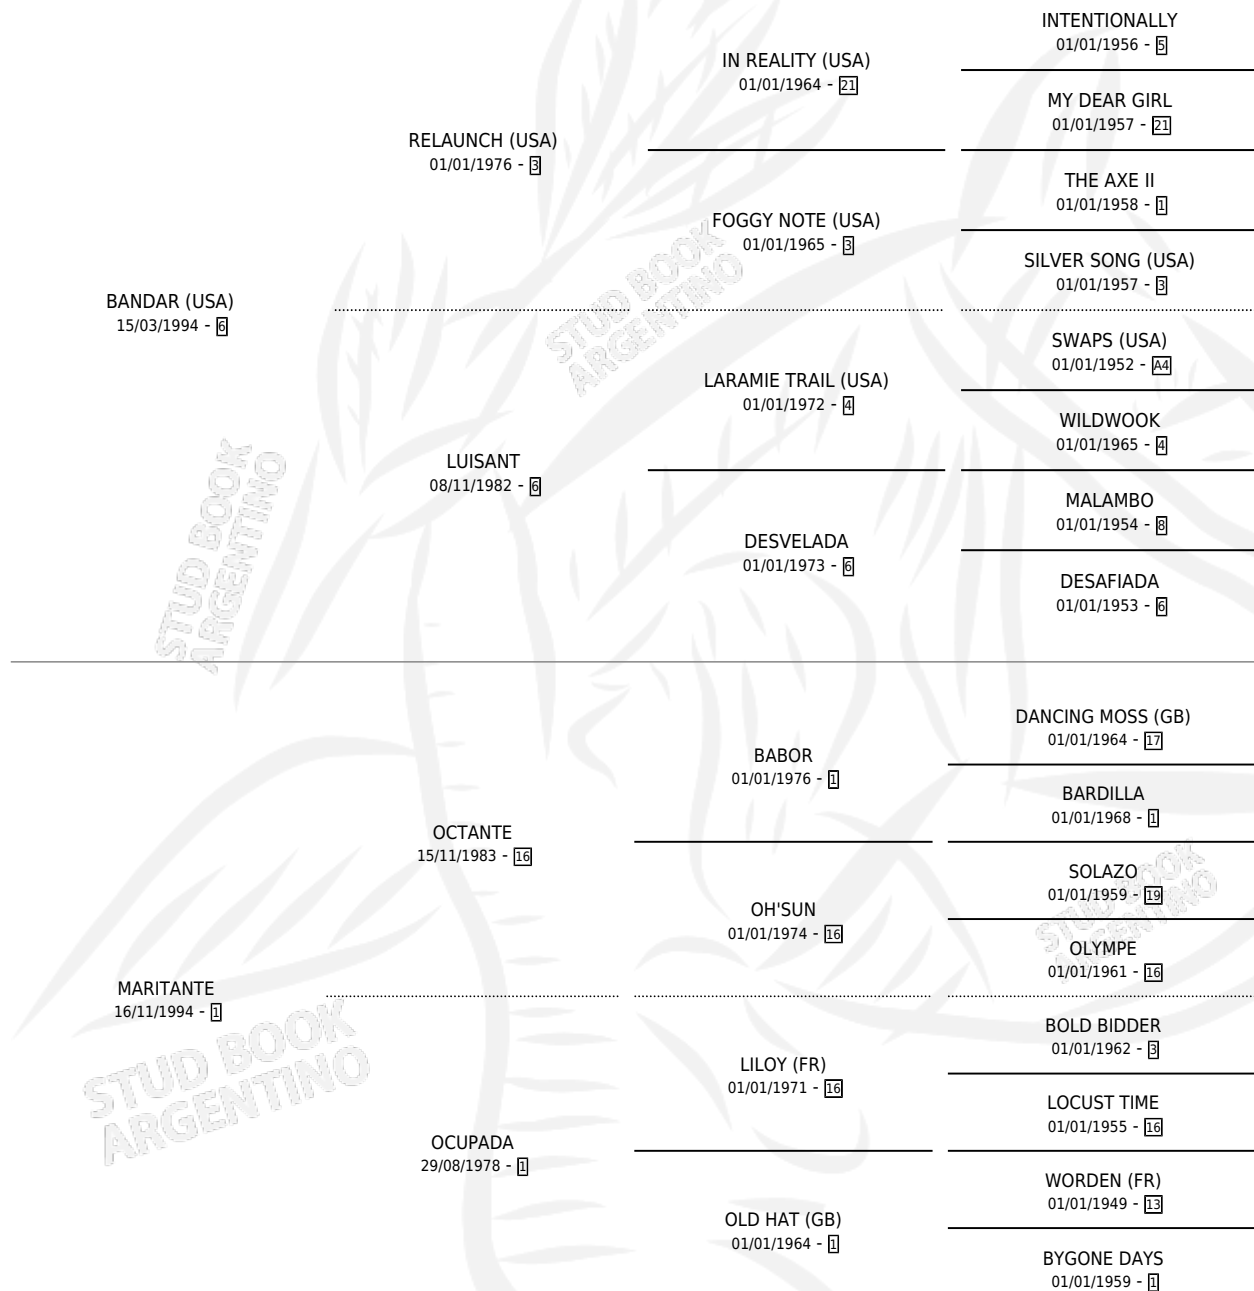 INTENTIONALLY
01/01/1956 - 5
IN REALITY (USA)
01/01/1964 - 21
MY DEAR GIRL
01/01/1957 - 21
RELAUNCH (USA)
01/01/1976 - 3
THE AXE II
01/01/1958 - 1
FOGGY NOTE (USA)
01/01/1965 - 3
SILVER SONG (USA)
01/01/1957 - 3
BANDAR (USA)
15/03/1994 - 6
SWAPS (USA)
01/01/1952 - A4
LARAMIE TRAIL (USA)
01/01/1972 - 4
WILDWOOK
01/01/1965 - 4
LUISANT
08/11/1982 - 6
MALAMBO
01/01/1954 - 8
DESVELADA
01/01/1973 - 6
DESAFIADA
01/01/1953 - 6
DANCING MOSS (GB)
01/01/1964 - 17
BABOR
01/01/1976 - 1
BARDILLA
01/01/1968 - 1
OCTANTE
15/11/1983 - 16
SOLAZO
01/01/1959 - 19
OH'SUN
01/01/1974 - 16
OLYMPE
01/01/1961 - 16
MARITANTE
16/11/1994 - 1
BOLD BIDDER
01/01/1962 - 3
LILOY (FR)
01/01/1971 - 16
LOCUST TIME
01/01/1955 - 16
OCUPADA
29/08/1978 - 1
WORDEN (FR)
01/01/1949 - 13
OLD HAT (GB)
01/01/1964 - 1
BYGONE DAYS
01/01/1959 - 1
STUD BOOK
ARGENTINO
STUD BOOK
ARGENTINO
STUD BOOK
ARGENTINO
STUD BOOK
ARGENTINO